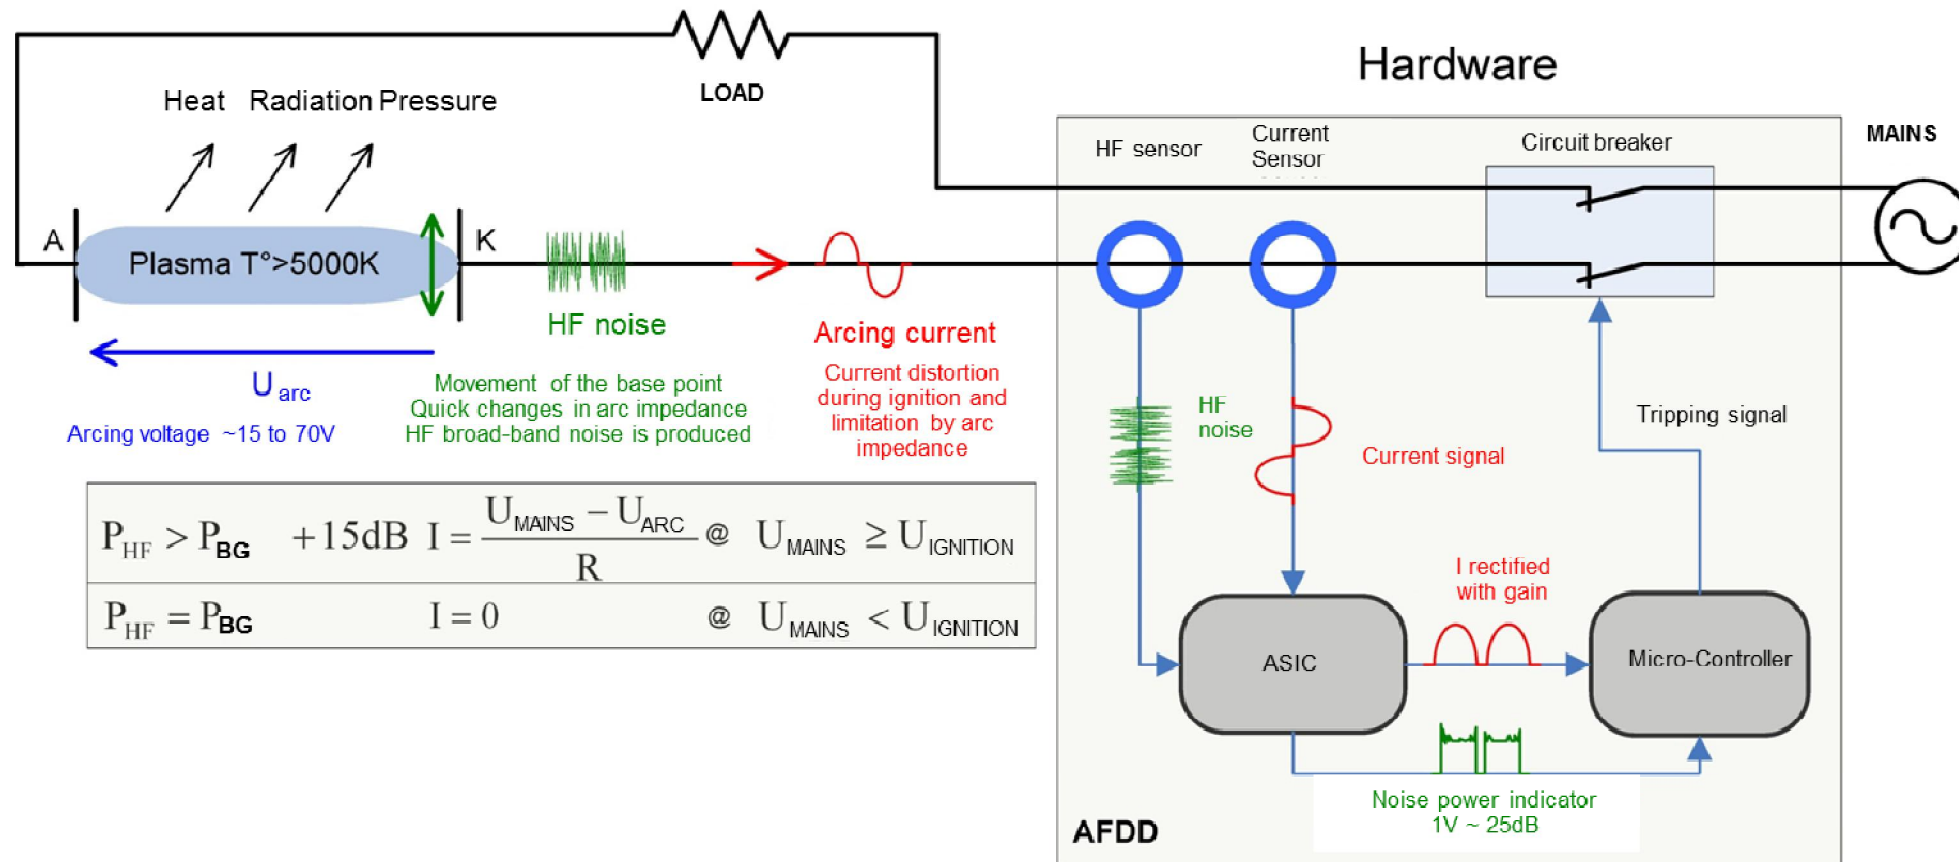 Hardware
LOAD
Heat Radiation Pressure
HF sensor
Current
Sensor
Circuit breaker
MAINS
A
Plasma T°>5000K
K
HF noise
Arcing current
U arc
Arcing voltage ~15 to 70V
Movement of the base point
Quick changes in arc impedance
HF broad-band noise is produced
Current distortion
during ignition and
limitation by arc
impedance
HF
noise
Current signal
Tripping signal
P_HF > P_BG +15dB I = (U_MAINS − U_ARC) / R @ U_MAINS ≥ U_IGNITION
P_HF = P_BG I = 0 @ U_MAINS < U_IGNITION
I rectified
with gain
ASIC
Micro-Controller
Noise power indicator
1V ~ 25dB
AFDD